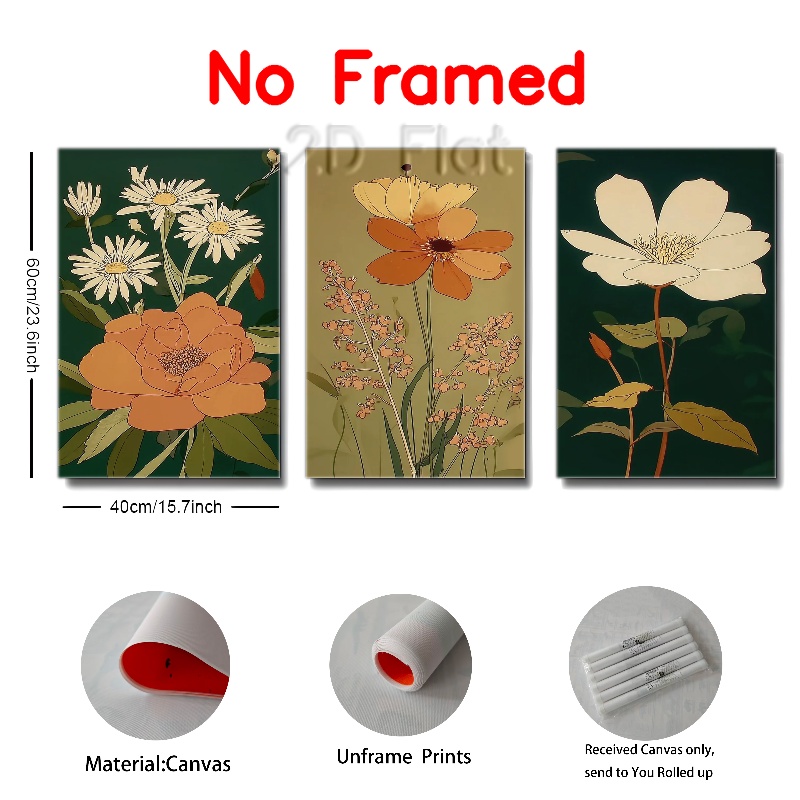 No Framed
2D Flat
60cm/23.6inch
40cm/15.7inch
Material:Canvas
Unframe Prints
Received Canvas only,
send to You Rolled up